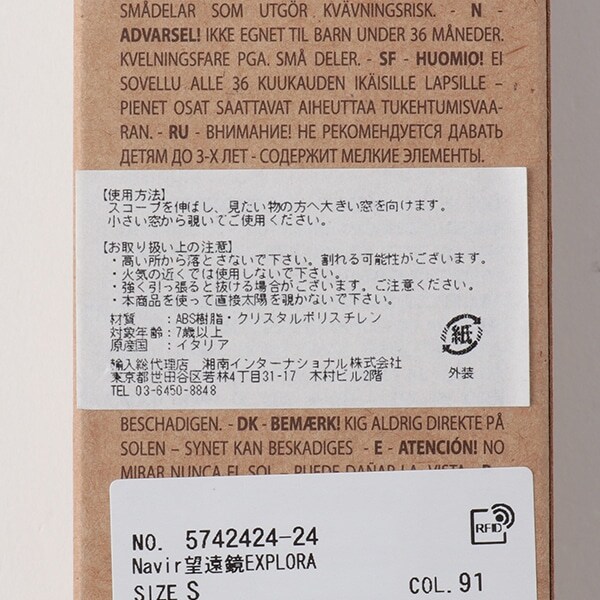 SMÅDELAR SOM UTGÖR KVÄVNINGSRISK. - N -
ADVARSEL! IKKE EGNET TIL BARN UNDER 36 MÅNEDER.
KVELNINGSFARE PGA. SMÅ DELER. - SF - HUOMIO! EI
SOVELLU ALLE 36 KUUKAUDEN IKÄISILLE LAPSILLE –
PIENET OSAT SAATTAVAT AIHEUTTAA TUKEHTUMISVAA-
RAN. - RU - ВНИМАНИЕ! НЕ РЕКОМЕНДУЕТСЯ ДАВАТЬ
ДЕТЯМ ДО 3-Х ЛЕТ - СОДЕРЖИТ МЕЛКИЕ ЭЛЕМЕНТЫ.
【使用方法】
スコープを伸ばし、見たい物の方へ大きい窓を向けます。
小さい窓から覗いてご使用ください。
【お取り扱い上の注意】
・高い所から落とさないで下さい。割れる可能性がございます。
・火気の近くでは使用しないで下さい。
・強く引っ張ると抜ける場合がございます。ご注意ください。
・本商品を使って直接太陽を覗かないで下さい。
材質 :ABS樹脂・クリスタルポリスチレン
対象年齢:7歳以上
原産国 :イタリア
輸入総代理店 湘南インターナショナル株式会社
東京都世田谷区若林4丁目31-17 木村ビル2階
TEL 03-6450-8848
紙
外装
BESCHADIGEN. - DK - BEMÆRK! KIG ALDRIG DIREKTE PÅ
SOLEN – SYNET KAN BESKADIGES - E - ATENCIÓN! NO
MIRAR NUNCA EL SOL - PUEDE DAÑAR LA VISTA
NO. 5742424-24
RFID
Navir望遠鏡EXPLORA
SIZE S
COL. 91